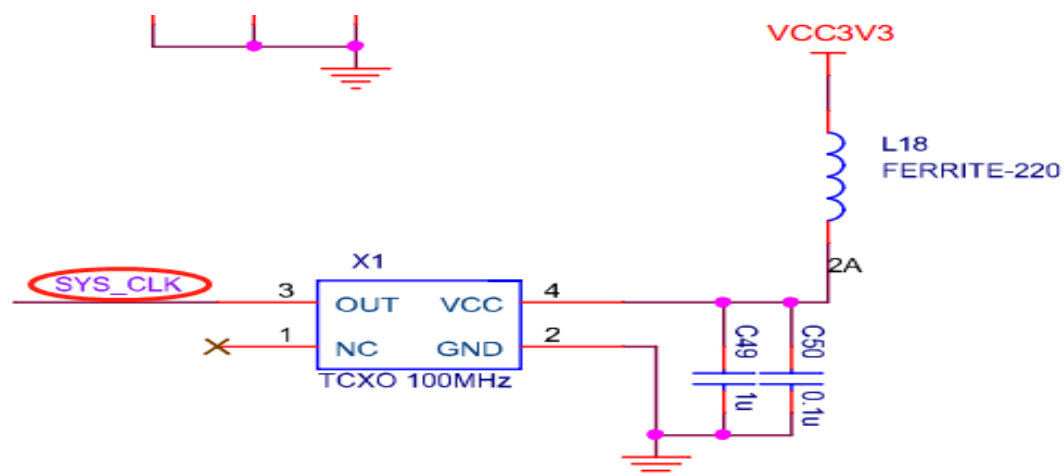 VCC3V3
L18
FERRITE-220
2A
X1
SYS_CLK
3
OUT
VCC
4
1
NC
GND
2
TCXO 100MHz
C49
1u
C50
0.1u